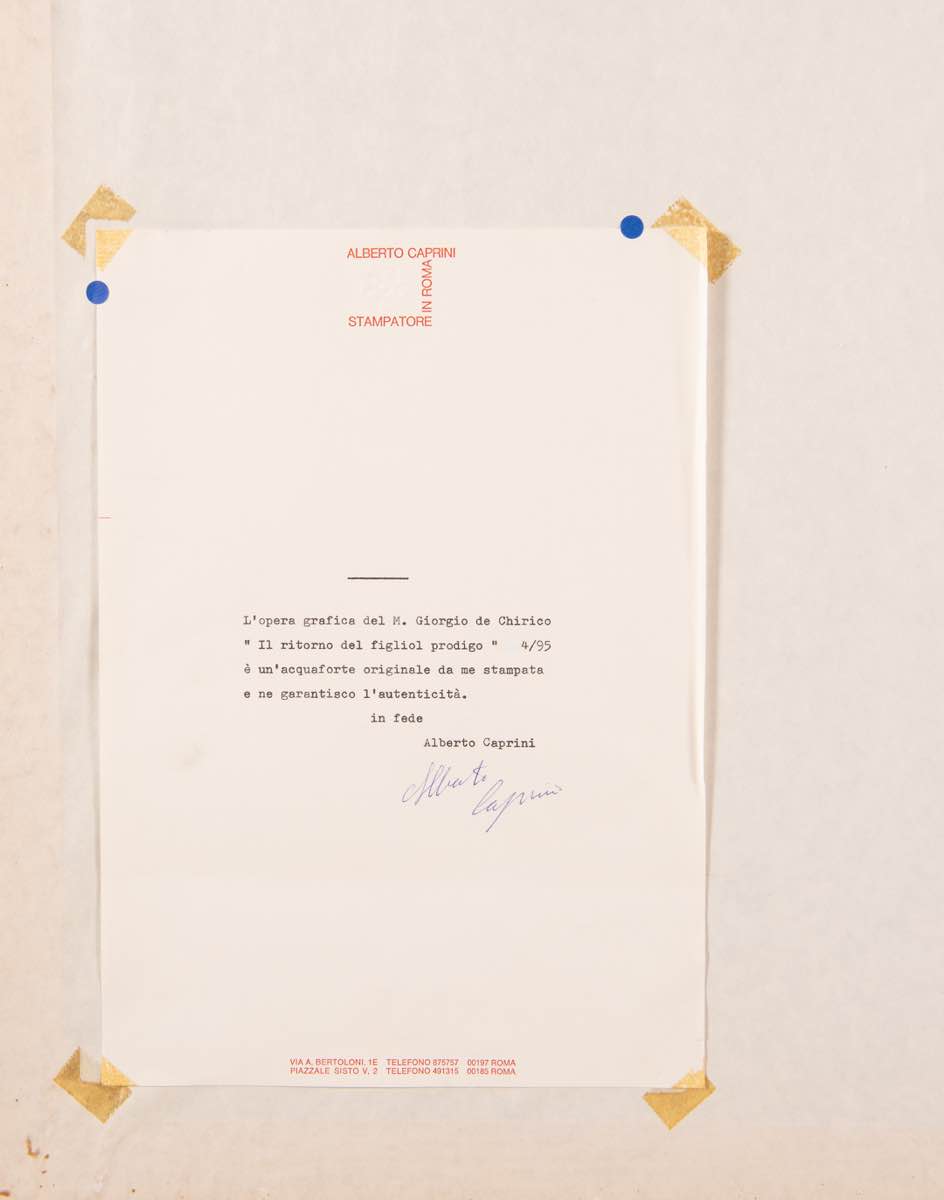 ALBERTO CAPRINI
IN ROMA
STAMPATORE
L'opera grafica del M. Giorgio de Chirico
" Il ritorno del figliol prodigo " 4/95
è un'acquaforte originale da me stampata
e ne garantisco l'autenticità.
in fede
Alberto Caprini
Alberto
Caprini
VIA A. BERTOLONI, 1E TELEFONO 875757 00197 ROMA
PIAZZALE SISTO V, 2 TELEFONO 491315 00185 ROMA